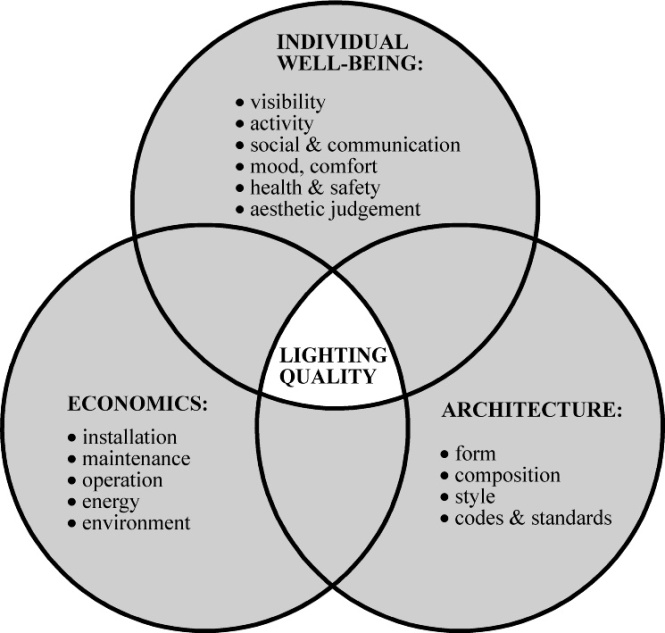 INDIVIDUAL
WELL-BEING:
• visibility
• activity
• social & communication
• mood, comfort
• health & safety
• aesthetic judgement
LIGHTING
QUALITY
ECONOMICS:
• installation
• maintenance
• operation
• energy
• environment
ARCHITECTURE:
• form
• composition
• style
• codes & standards